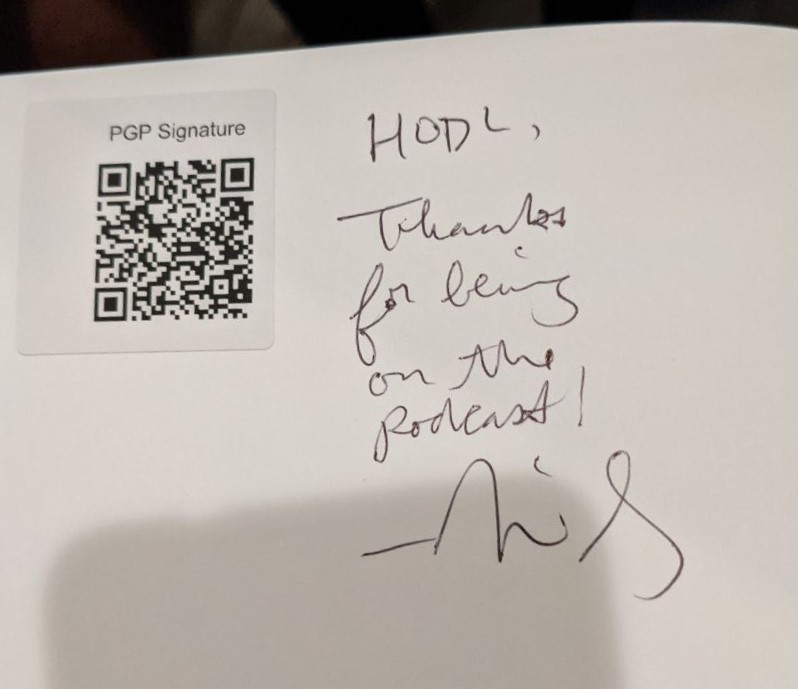 PGP Signature
HODL,
Thanks
for being
on the
podcast!